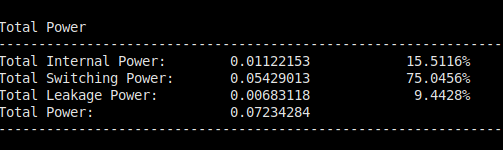 Total Power
-----------------------------------------------------------------
Total Internal Power:        0.01122153            15.5116%
Total Switching Power:       0.05429013            75.0456%
Total Leakage Power:         0.00683118             9.4428%
Total Power:                 0.07234284
-----------------------------------------------------------------